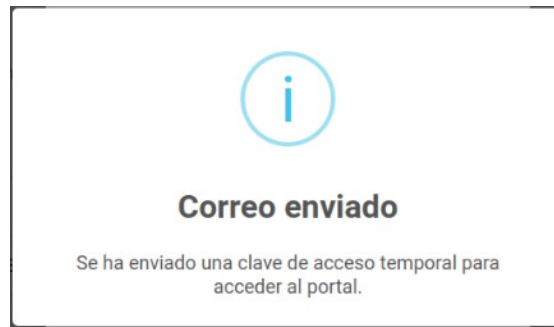 i
Correo enviado
Se ha enviado una clave de acceso temporal para
acceder al portal.